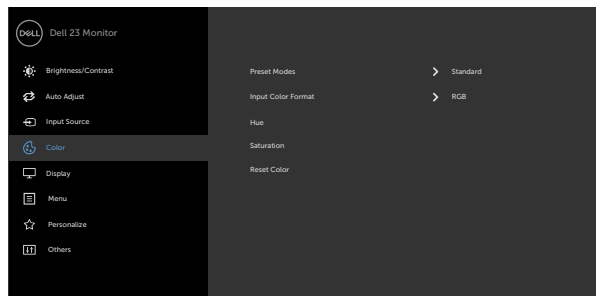 DELL Dell 23 Monitor
Brightness/Contrast
Preset Modes Standard
Auto Adjust
Input Color Format RGB
Input Source
Hue
Color
Saturation
Display
Reset Color
Menu
Personalize
Others